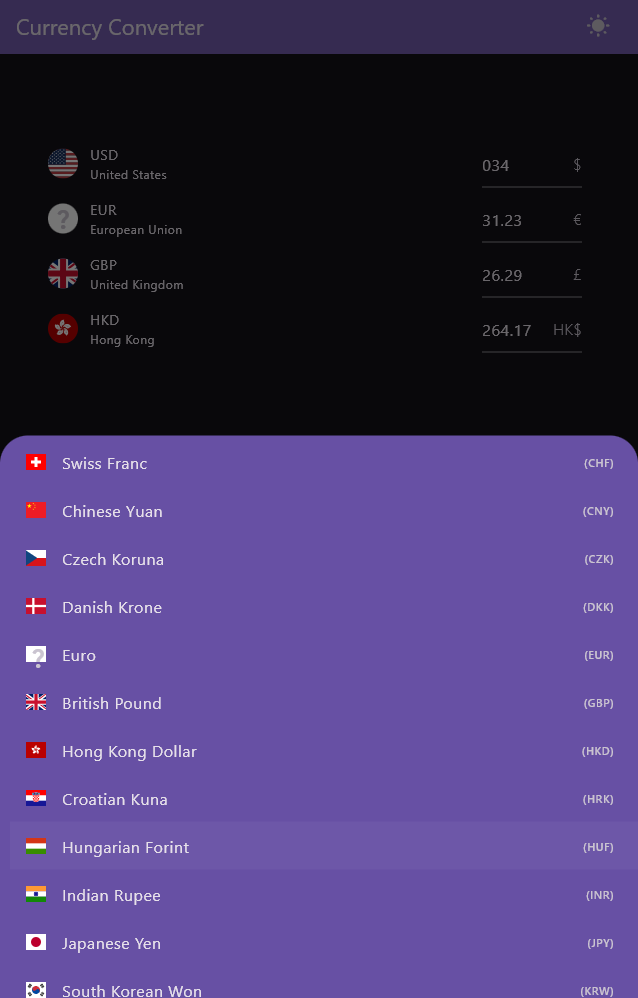 Currency Converter
USD
United States
034 $
?
EUR
European Union
31.23 €
GBP
United Kingdom
26.29 £
HKD
Hong Kong
264.17 HK$
Swiss Franc (CHF)
Chinese Yuan (CNY)
Czech Koruna (CZK)
Danish Krone (DKK)
? Euro (EUR)
British Pound (GBP)
Hong Kong Dollar (HKD)
Croatian Kuna (HRK)
Hungarian Forint (HUF)
Indian Rupee (INR)
Japanese Yen (JPY)
South Korean Won (KRW)